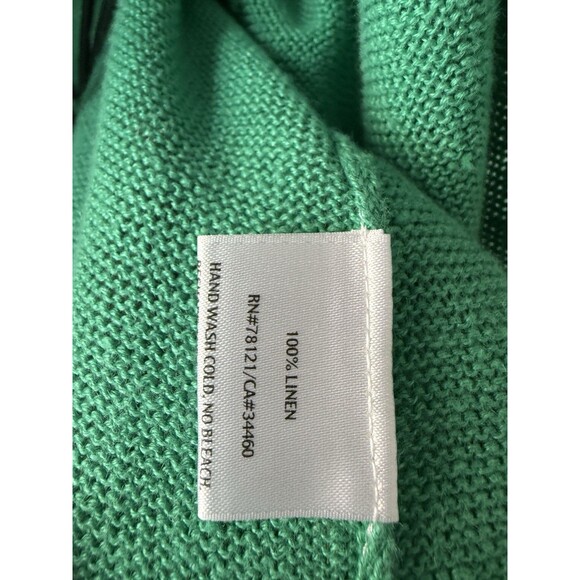 100% LINEN
RN#78121/CA#34460
HAND WASH COLD. NO BLEACH.